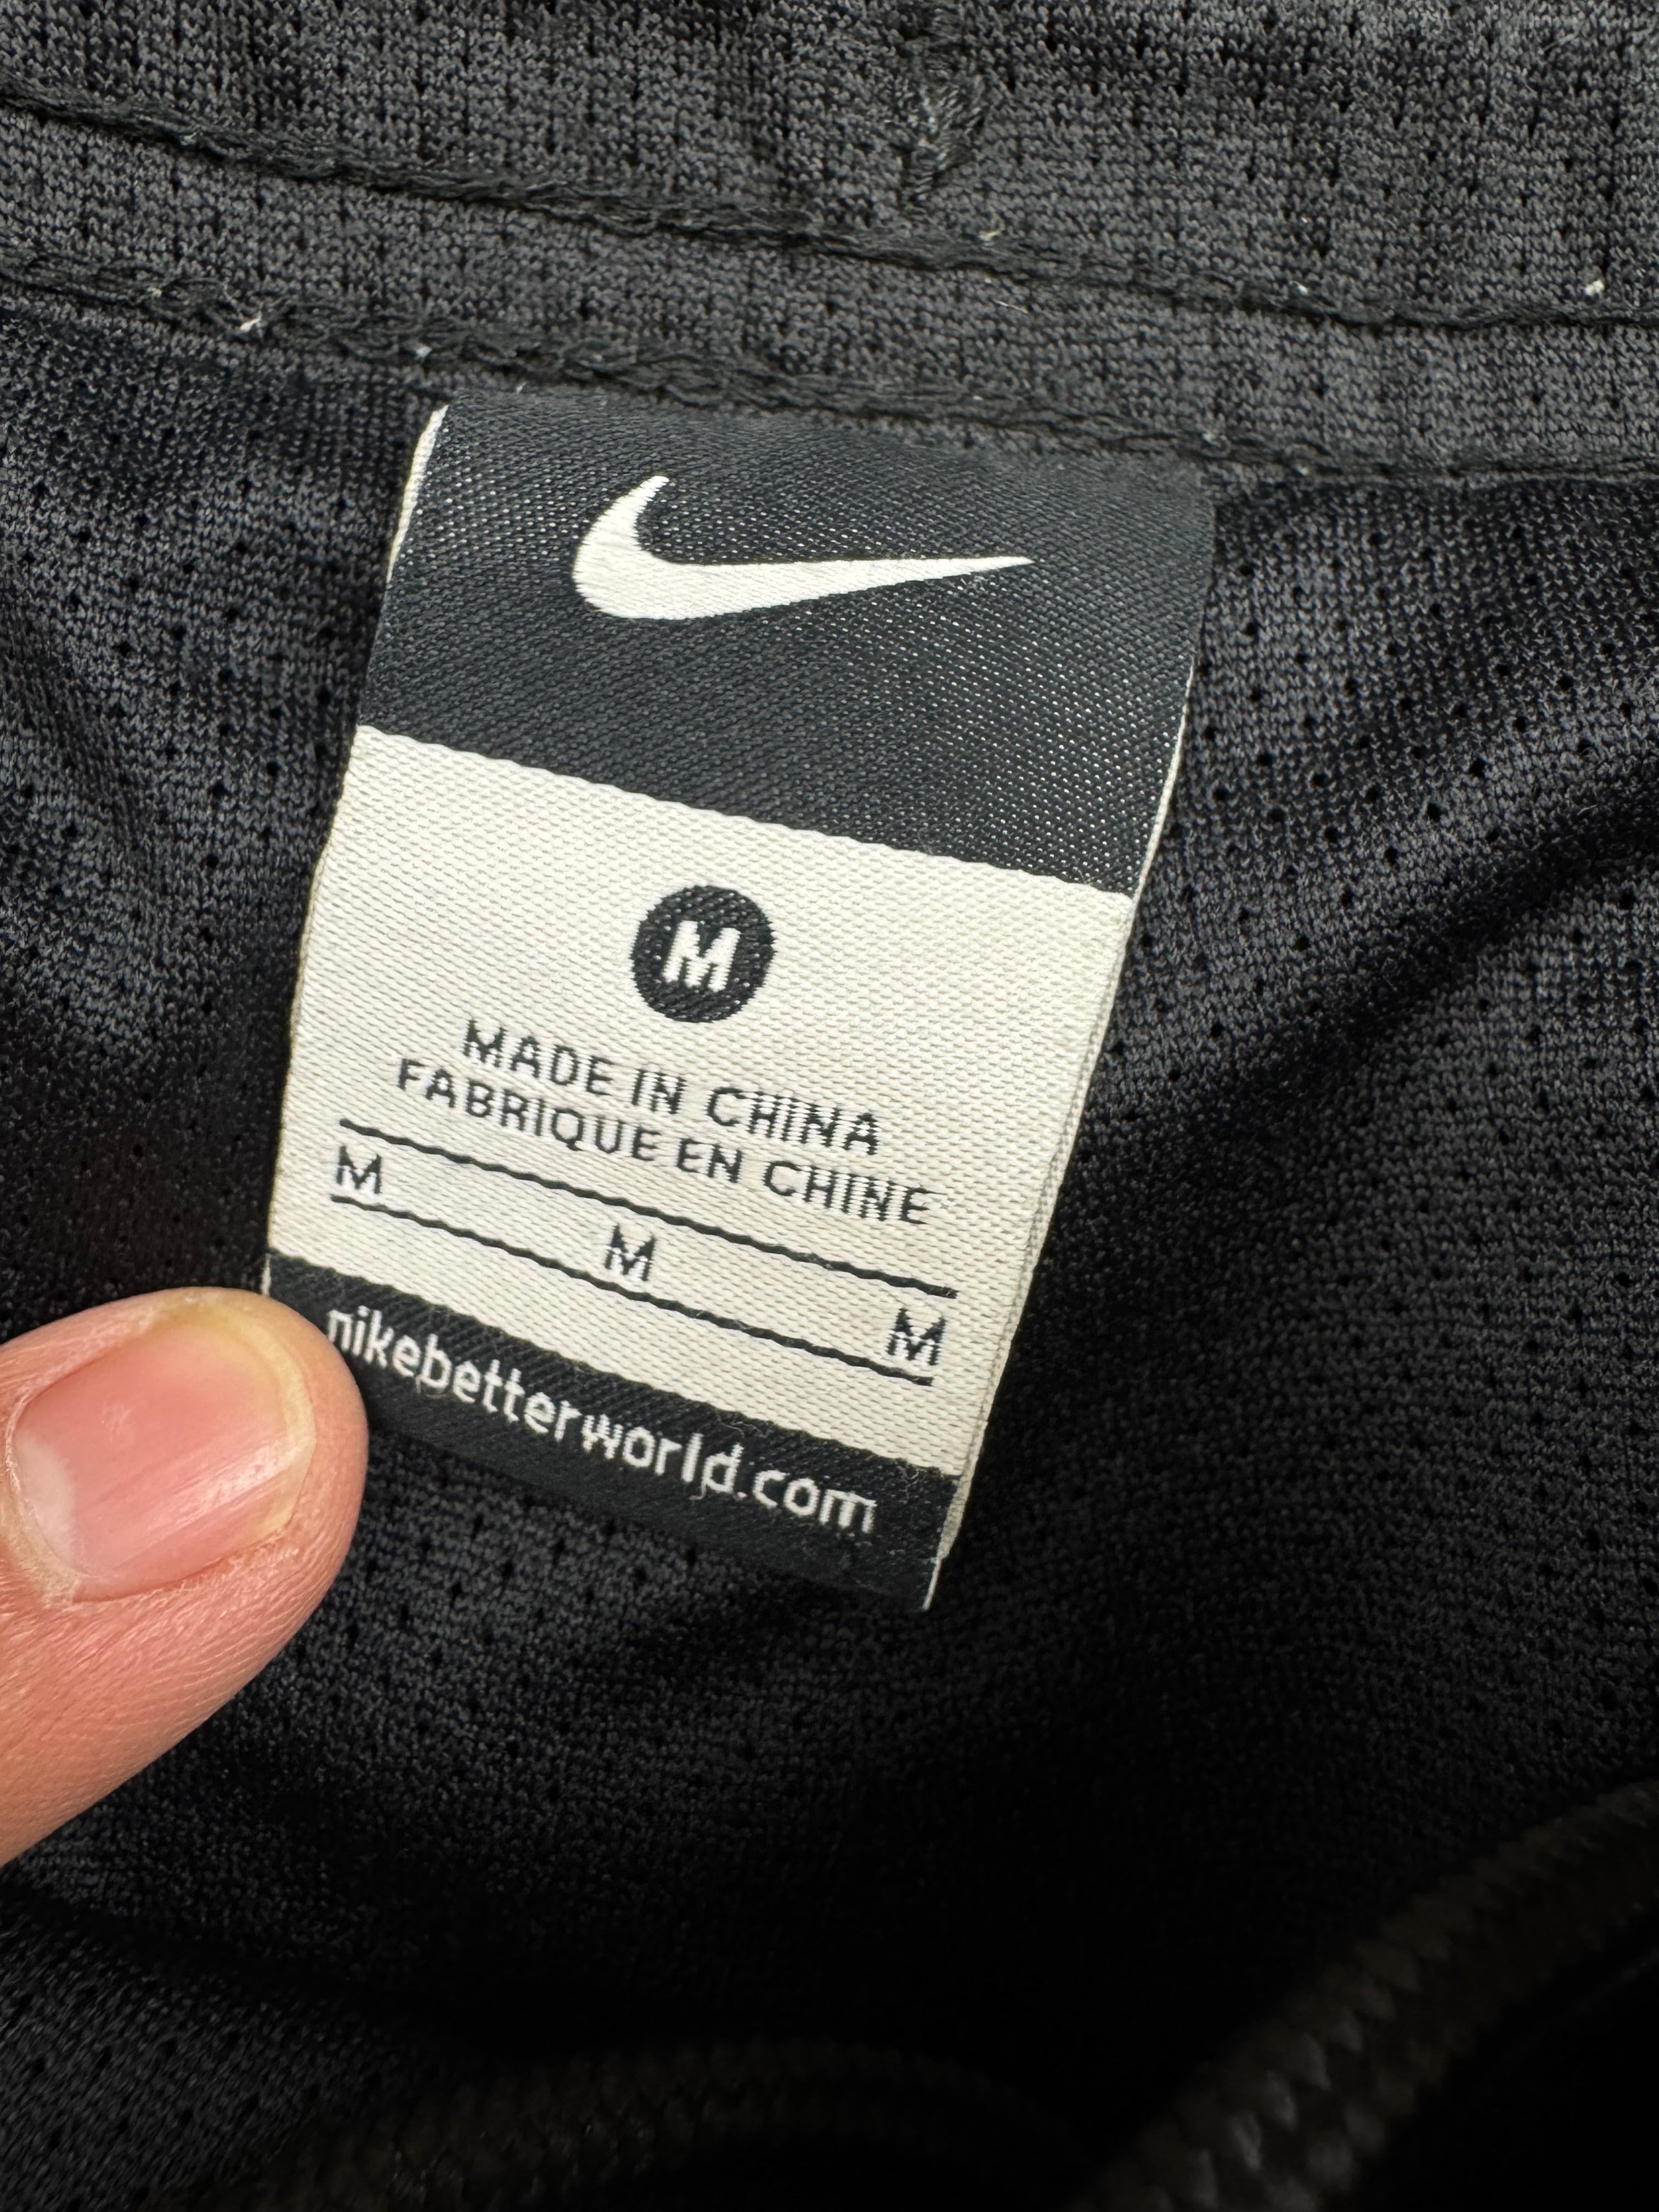 M
MADE IN CHINA
FABRIQUE EN CHINE
M M M
nikebetterworld.com